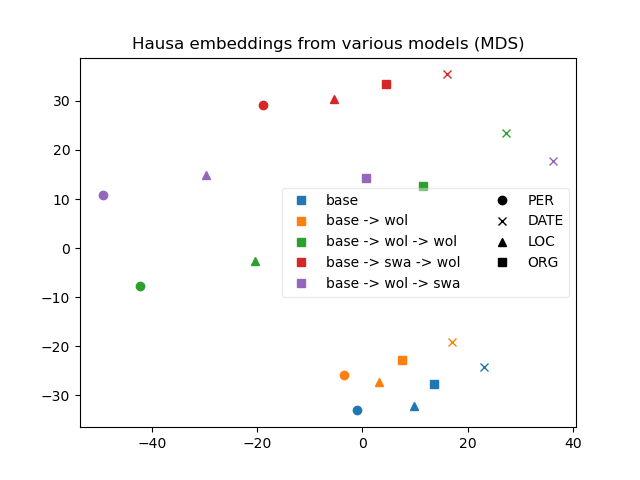 Hausa embeddings from various models (MDS)
30
20
10
0
−10
−20
−30
base
base -> wol
base -> wol -> wol
base -> swa -> wol
base -> wol -> swa
PER
DATE
LOC
ORG
−40
−20
0
20
40